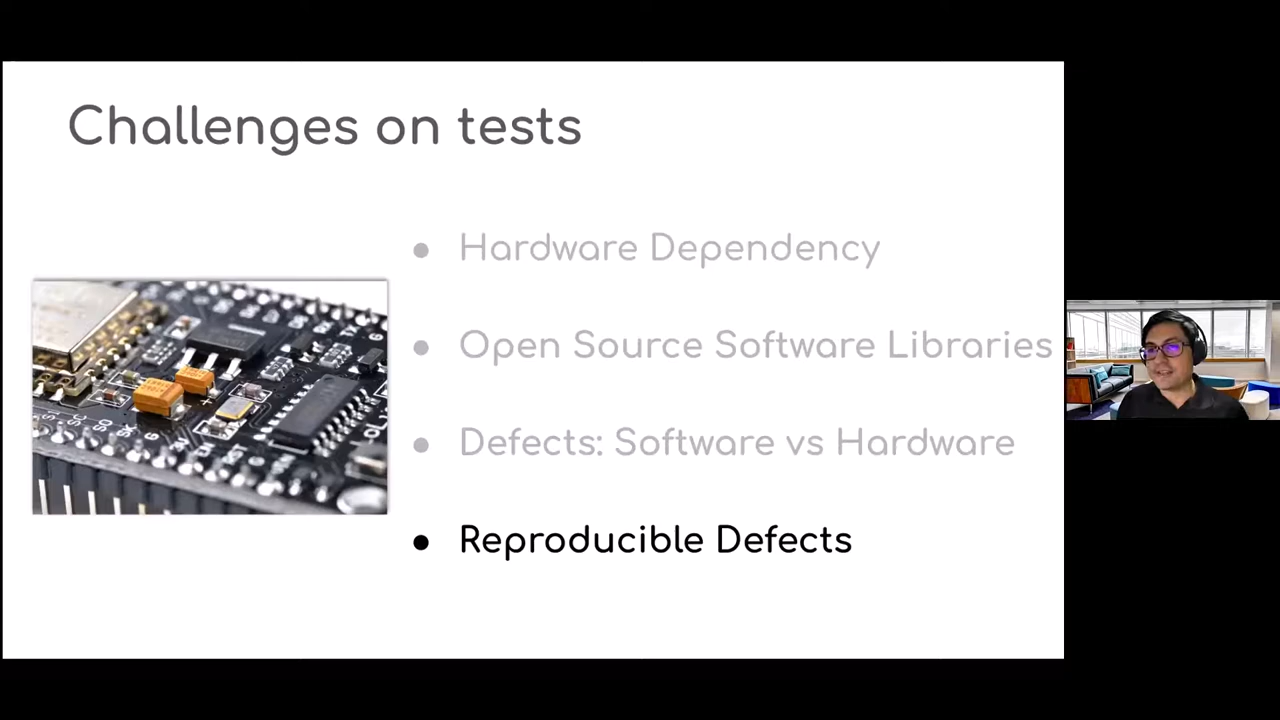 Challenges on tests
Hardware Dependency
Open Source Software Libraries
Defects: Software vs Hardware
Reproducible Defects